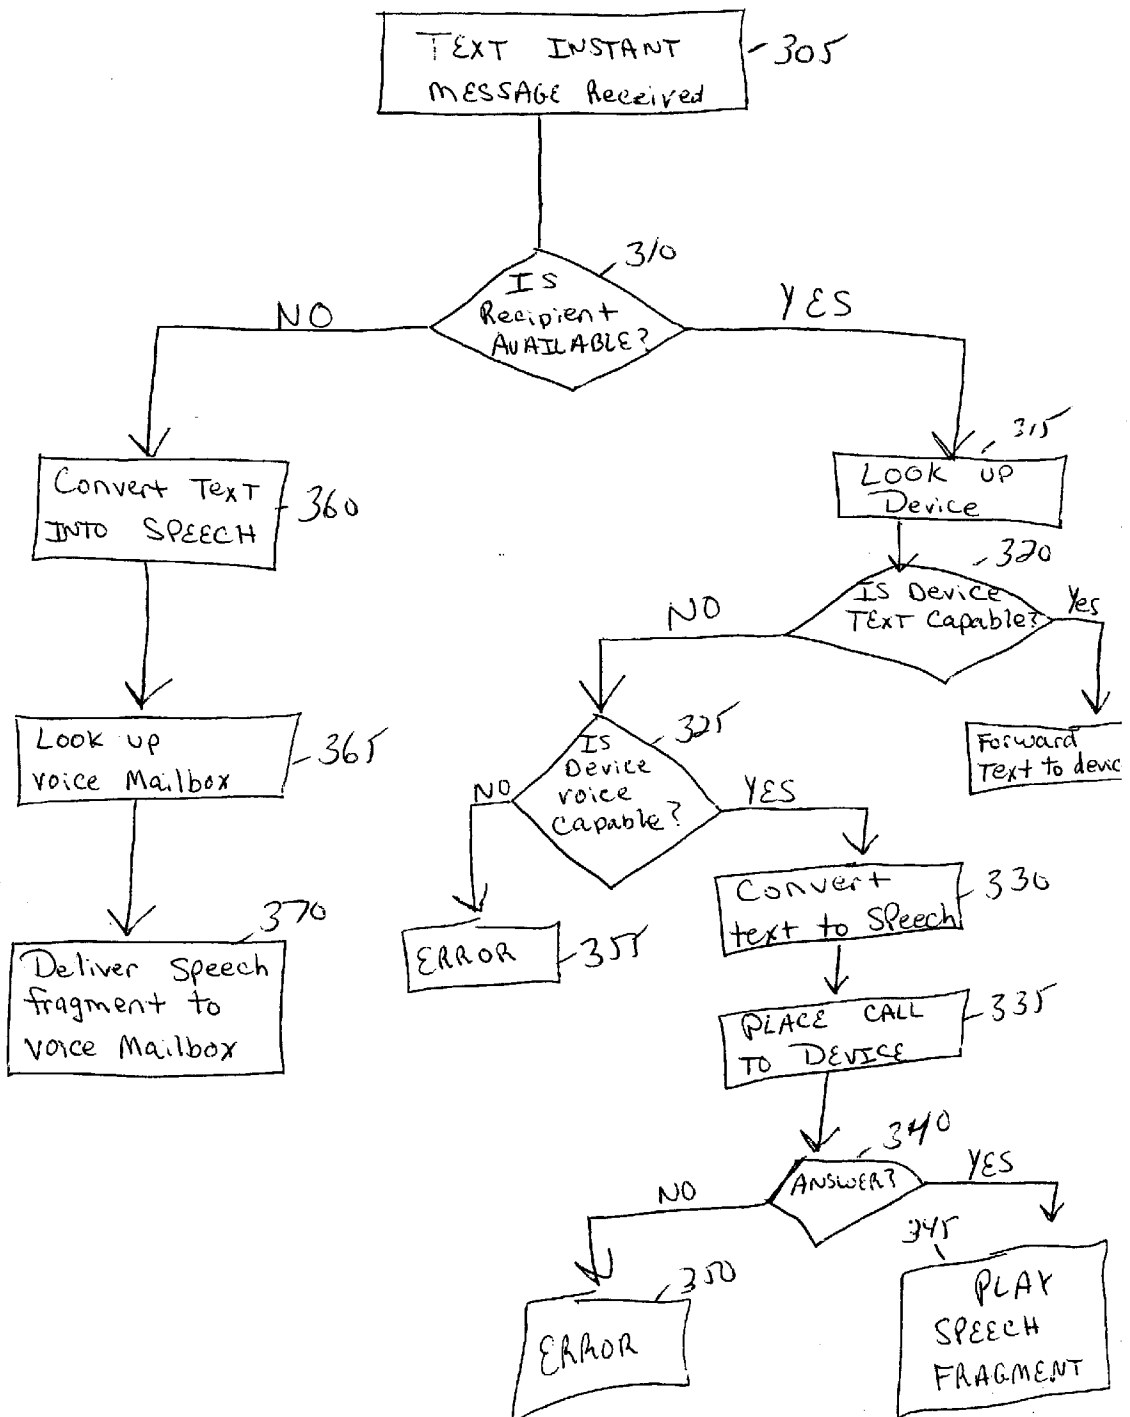 TEXT INSTANT
MESSAGE Received
305
310
IS
Recipient
AVAILABLE?
NO
YES
Convert TEXT
INTO SPEECH
360
315
LOOK UP
Device
320
IS Device
TEXT Capable?
NO
Yes
Look up
voice Mailbox
365
325
IS
Device
voice
Capable?
NO
YES
Forward
Text to devic
370
Deliver Speech
fragment to
voice Mailbox
ERROR
355
Convert
text to Speech
330
PLACE CALL
TO DEVICE
335
340
ANSWER?
NO
YES
350
ERROR
345
PLAY
SPEECH
FRAGMENT